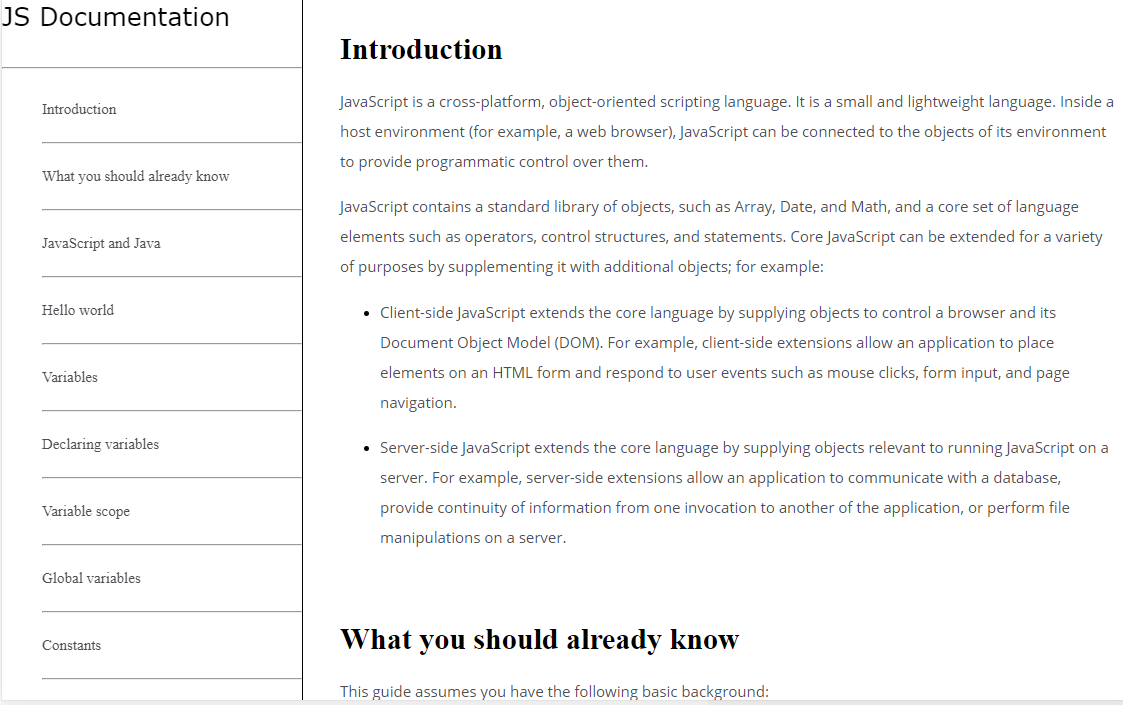 JS Documentation
Introduction
What you should already know
JavaScript and Java
Hello world
Variables
Declaring variables
Variable scope
Global variables
Constants
Introduction
JavaScript is a cross-platform, object-oriented scripting language. It is a small and lightweight language. Inside a
host environment (for example, a web browser), JavaScript can be connected to the objects of its environment
to provide programmatic control over them.
JavaScript contains a standard library of objects, such as Array, Date, and Math, and a core set of language
elements such as operators, control structures, and statements. Core JavaScript can be extended for a variety
of purposes by supplementing it with additional objects; for example:
• Client-side JavaScript extends the core language by supplying objects to control a browser and its
Document Object Model (DOM). For example, client-side extensions allow an application to place
elements on an HTML form and respond to user events such as mouse clicks, form input, and page
navigation.
• Server-side JavaScript extends the core language by supplying objects relevant to running JavaScript on a
server. For example, server-side extensions allow an application to communicate with a database,
provide continuity of information from one invocation to another of the application, or perform file
manipulations on a server.
What you should already know
This guide assumes you have the following basic background: